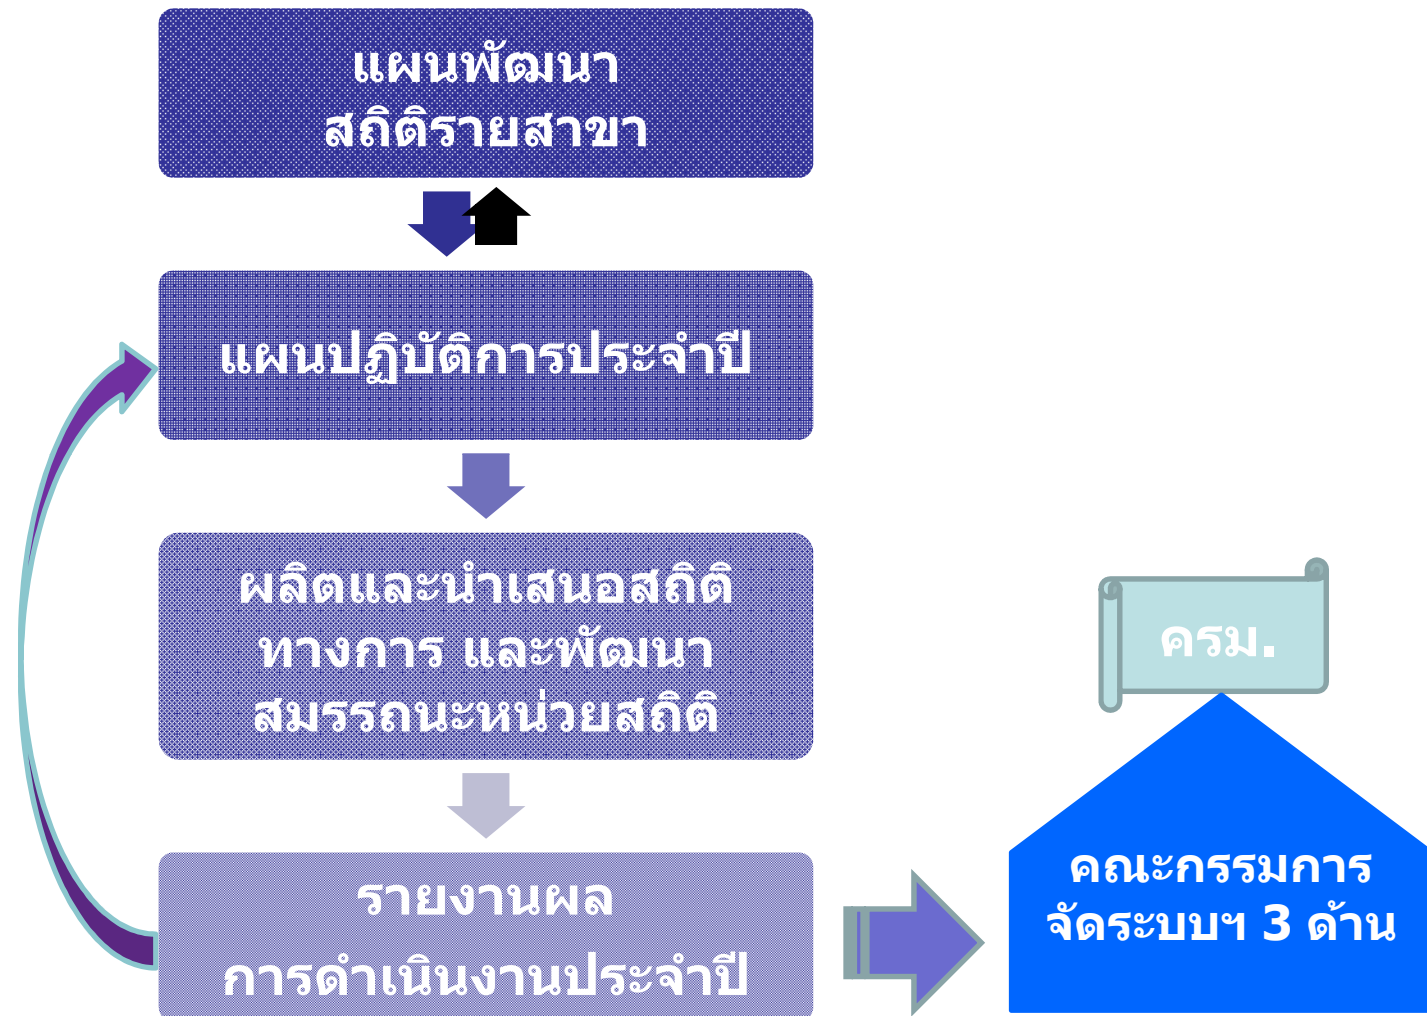 แผนพัฒนา
สถิติรายสาขา
แผนปฏิบัติการประจำปี
ผลิตและนำเสนอสถิติ
ทางการ และพัฒนา
สมรรถนะหน่วยสถิติ
ครม.
รายงานผล
การดำเนินงานประจำปี
คณะกรรมการ
จัดระบบฯ 3 ด้าน